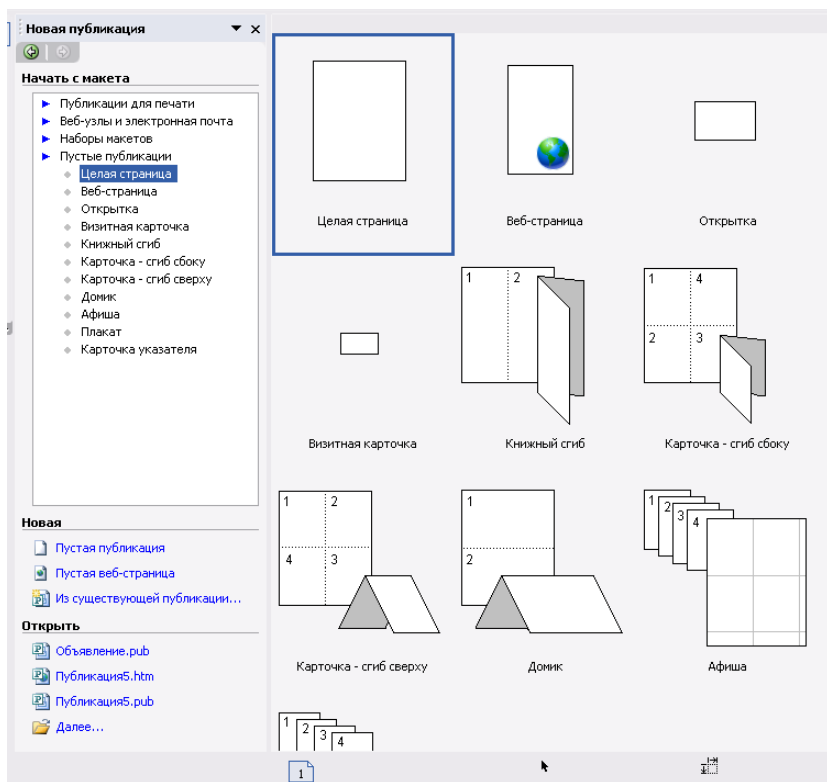 Новая публикация
Начать с макета
Публикации для печати
Веб-узлы и электронная почта
Наборы макетов
Пустые публикации
Целая страница
Веб-страница
Открытка
Визитная карточка
Книжный сгиб
Карточка - сгиб сбоку
Карточка - сгиб сверху
Домик
Афиша
Плакат
Карточка указателя
Новая
Пустая публикация
Пустая веб-страница
Из существующей публикации...
Открыть
Объявление.pub
Публикация5.htm
Публикация5.pub
Далее...
Целая страница
Веб-страница
Открытка
1 2
1 4
2 3
Визитная карточка
Книжный сгиб
Карточка - сгиб сбоку
1 2
4 3
1
2
1 2 3 4
Карточка - сгиб сверху
Домик
Афиша
1 2 3 4
1